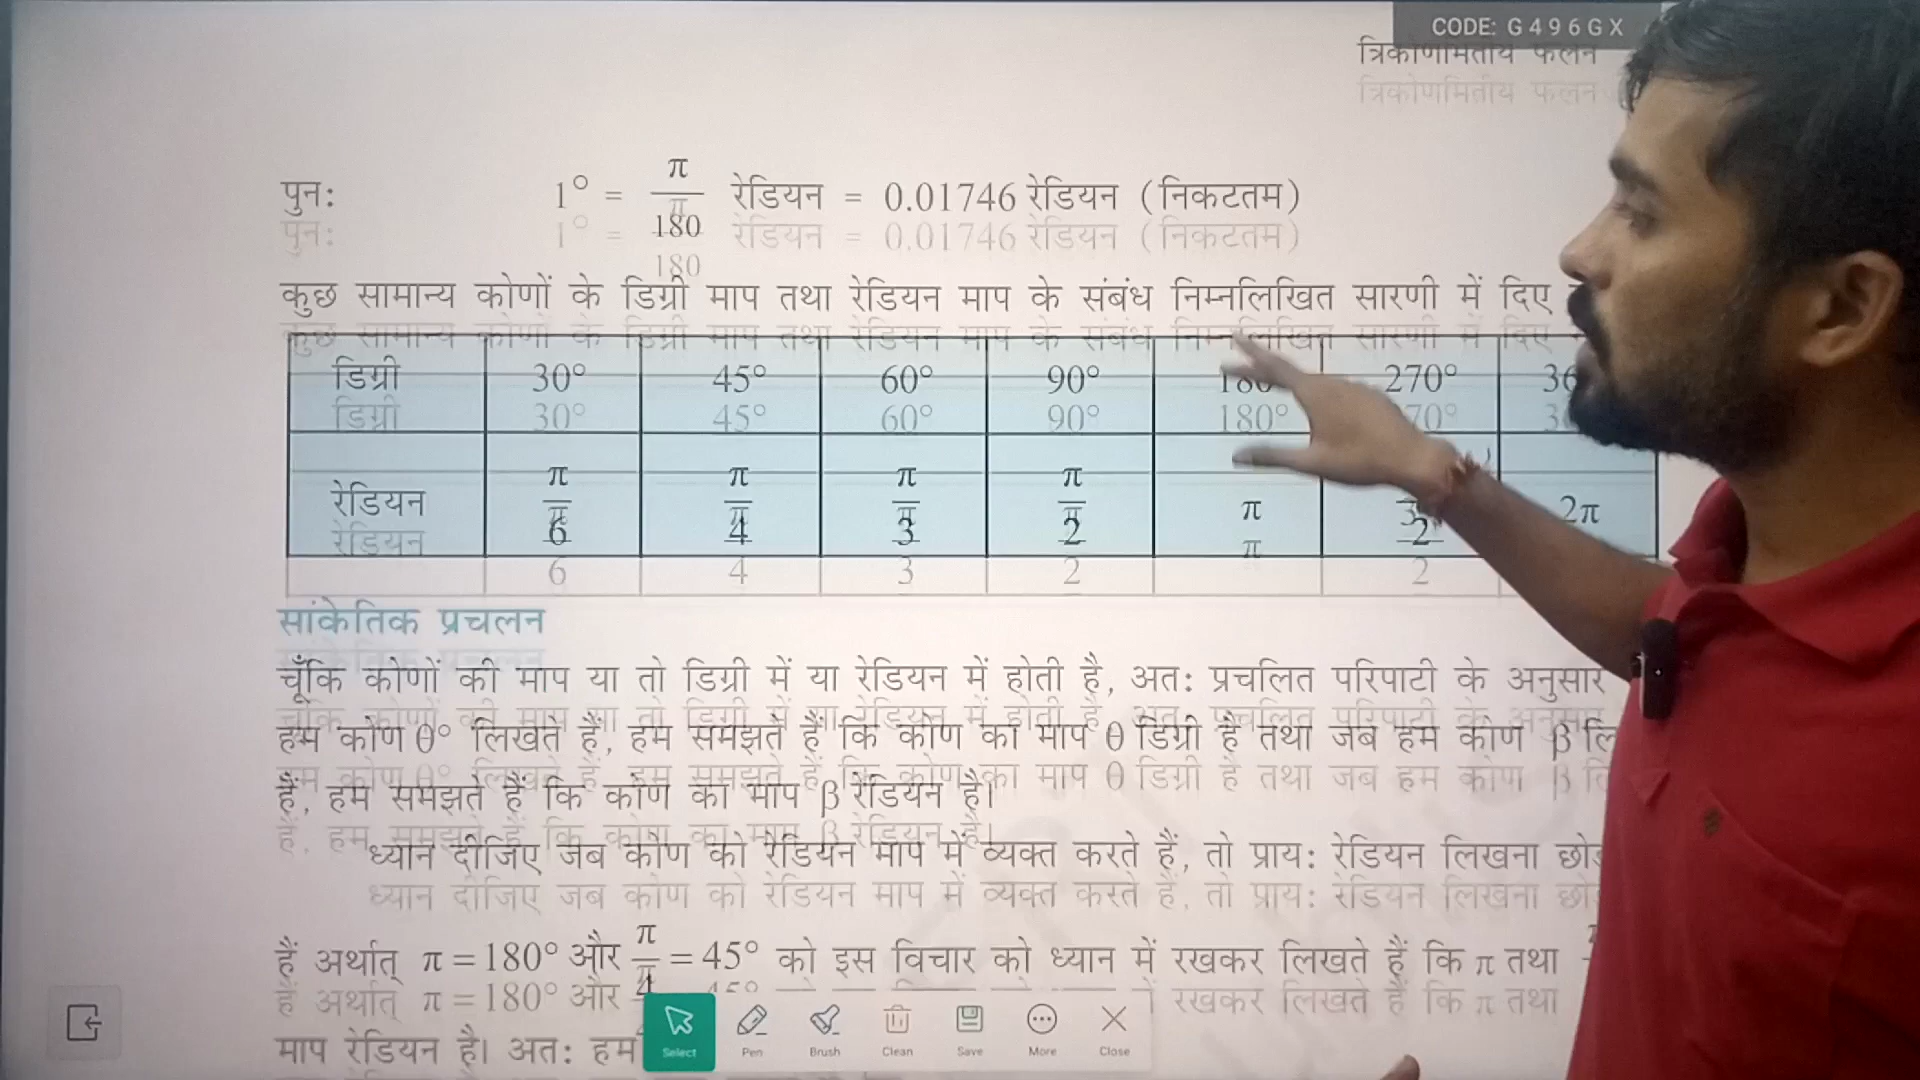 CODE: G496GX
त्रिकोणमितीय फलन
पुन: 1° = π/180 रेडियन = 0.01746 रेडियन (निकटतम)
कुछ सामान्य कोणों के डिग्री माप तथा रेडियन माप के संबंध निम्नलिखित सारणी में दिए
डिग्री 30° 45° 60° 90° 180° 270°
रेडियन π/6 π/4 π/3 π/2 π 2π
सांकेतिक प्रचलन
चूँकि कोणों की माप या तो डिग्री में या रेडियन में होती है, अत: प्रचलित परिपाटी के अनुसार
हम कोण θ° लिखते हैं, हम समझते हैं कि कोण का माप θ डिग्री है तथा जब हम कोण β
हैं, हम समझते हैं कि कोण का माप β रेडियन है।
ध्यान दीजिए जब कोण को रेडियन माप में व्यक्त करते हैं, तो प्राय: रेडियन लिखना
हैं अर्थात् π = 180° और π/4 = 45° को इस विचार को ध्यान में रखकर लिखते हैं कि π तथा
माप रेडियन है। अत: हम
Select Pen Brush Clean Save More Close